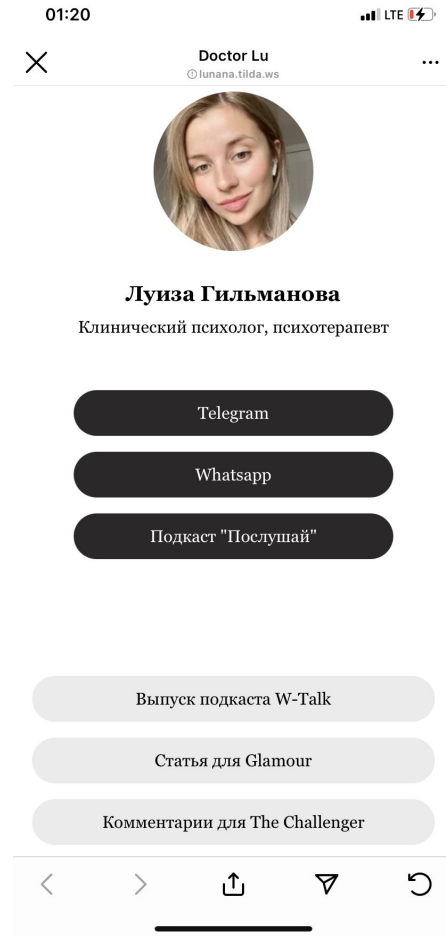 01:20
LTE
Doctor Lu
lunana.tilda.ws
Луиза Гильманова
Клинический психолог, психотерапевт
Telegram
Whatsapp
Подкаст "Послушай"
Выпуск подкаста W-Talk
Статья для Glamour
Комментарии для The Challenger